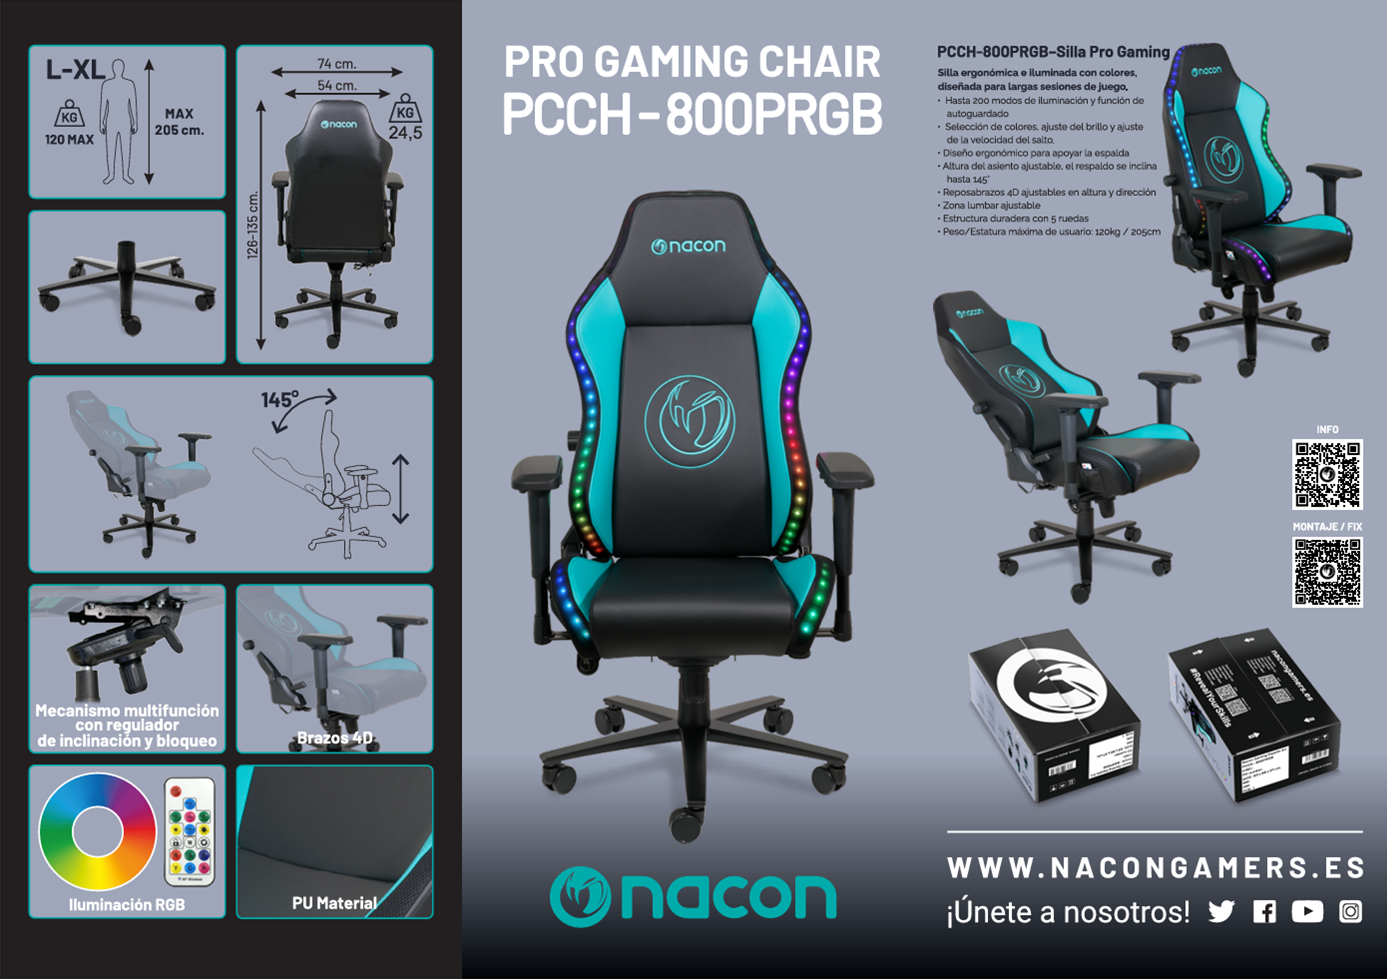 L-XL
KG
120 MAX
MAX
205 cm.
74 cm.
54 cm.
KG
24,5
nacon
126-135 cm.
145°
Mecanismo multifunción
con regulador
de inclinación y bloqueo
Brazos 4D
Iluminación RGB
PU Material
PRO GAMING CHAIR
PCCH-800PRGB
nacon
nacon
PCCH-800PRGB–Silla Pro Gaming
Silla ergonómica e iluminada con colores,
diseñada para largas sesiones de juego.
• Hasta 200 modos de iluminación y función de
autoguardado
• Selección de colores, ajuste del brillo y ajuste
de la velocidad del salto.
• Diseño ergonómico para apoyar la espalda
• Altura del asiento ajustable, el respaldo se inclina
hasta 145°
• Reposabrazos 4D ajustables en altura y dirección
• Zona lumbar ajustable
• Estructura duradera con 5 ruedas
• Peso/Estatura máxima de usuario: 120kg / 205cm
nacon
nacon
INFO
MONTAJE / FIX
#RevealYourSkills
nacongamers.es
WWW.NACONGAMERS.ES
¡Únete a nosotros!